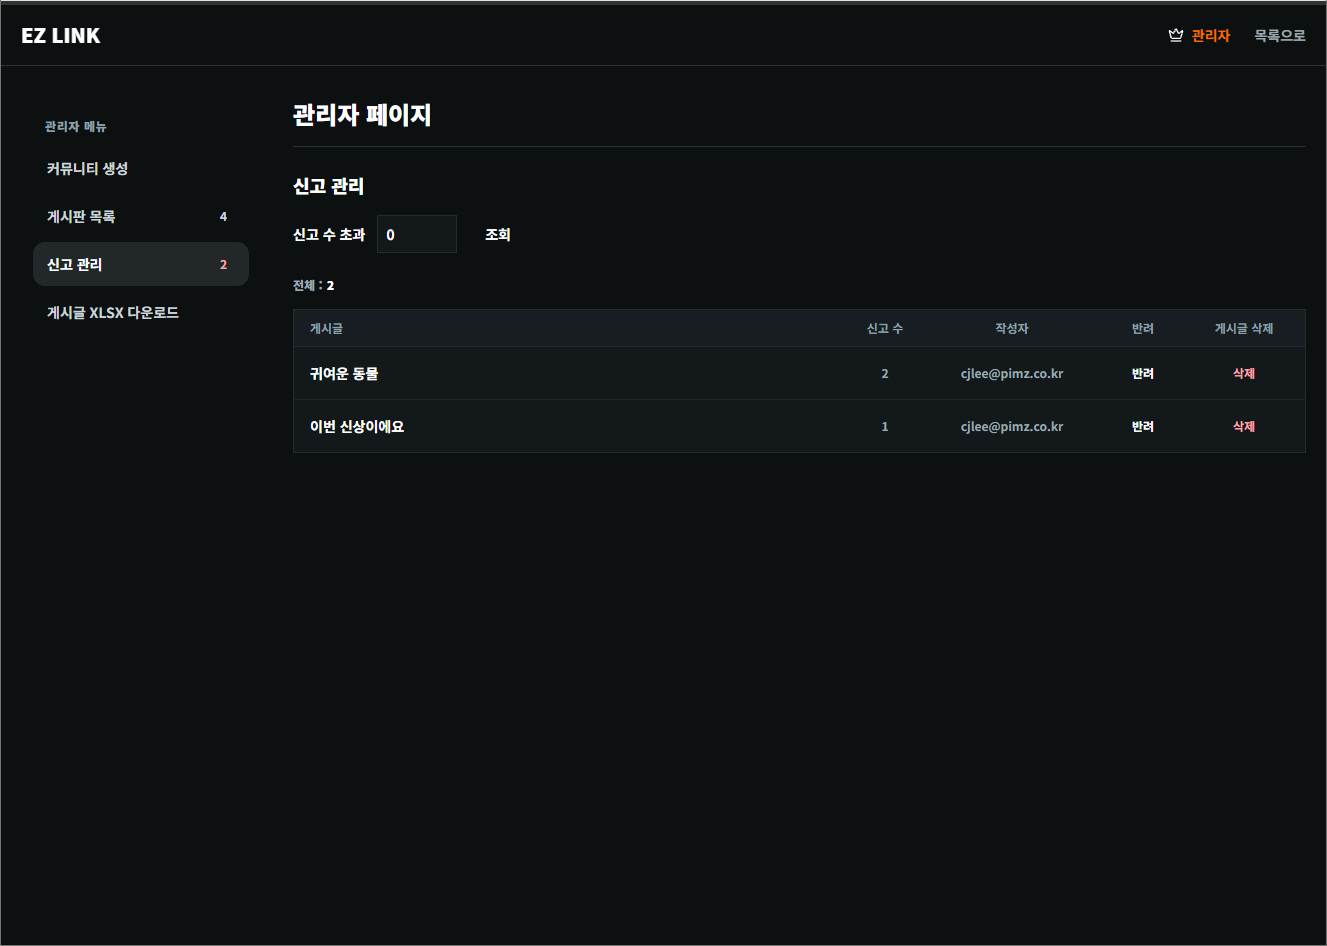 EZ LINK
관리자 목록으로
관리자 메뉴
커뮤니티 생성
게시판 목록 4
신고 관리 2
게시글 XLSX 다운로드
관리자 페이지
신고 관리
신고 수 초과 0 조회
전체 : 2
게시글 신고 수 작성자 반려 게시글 삭제
귀여운 동물 2 cjlee@pimz.co.kr 반려 삭제
이번 신상이에요 1 cjlee@pimz.co.kr 반려 삭제